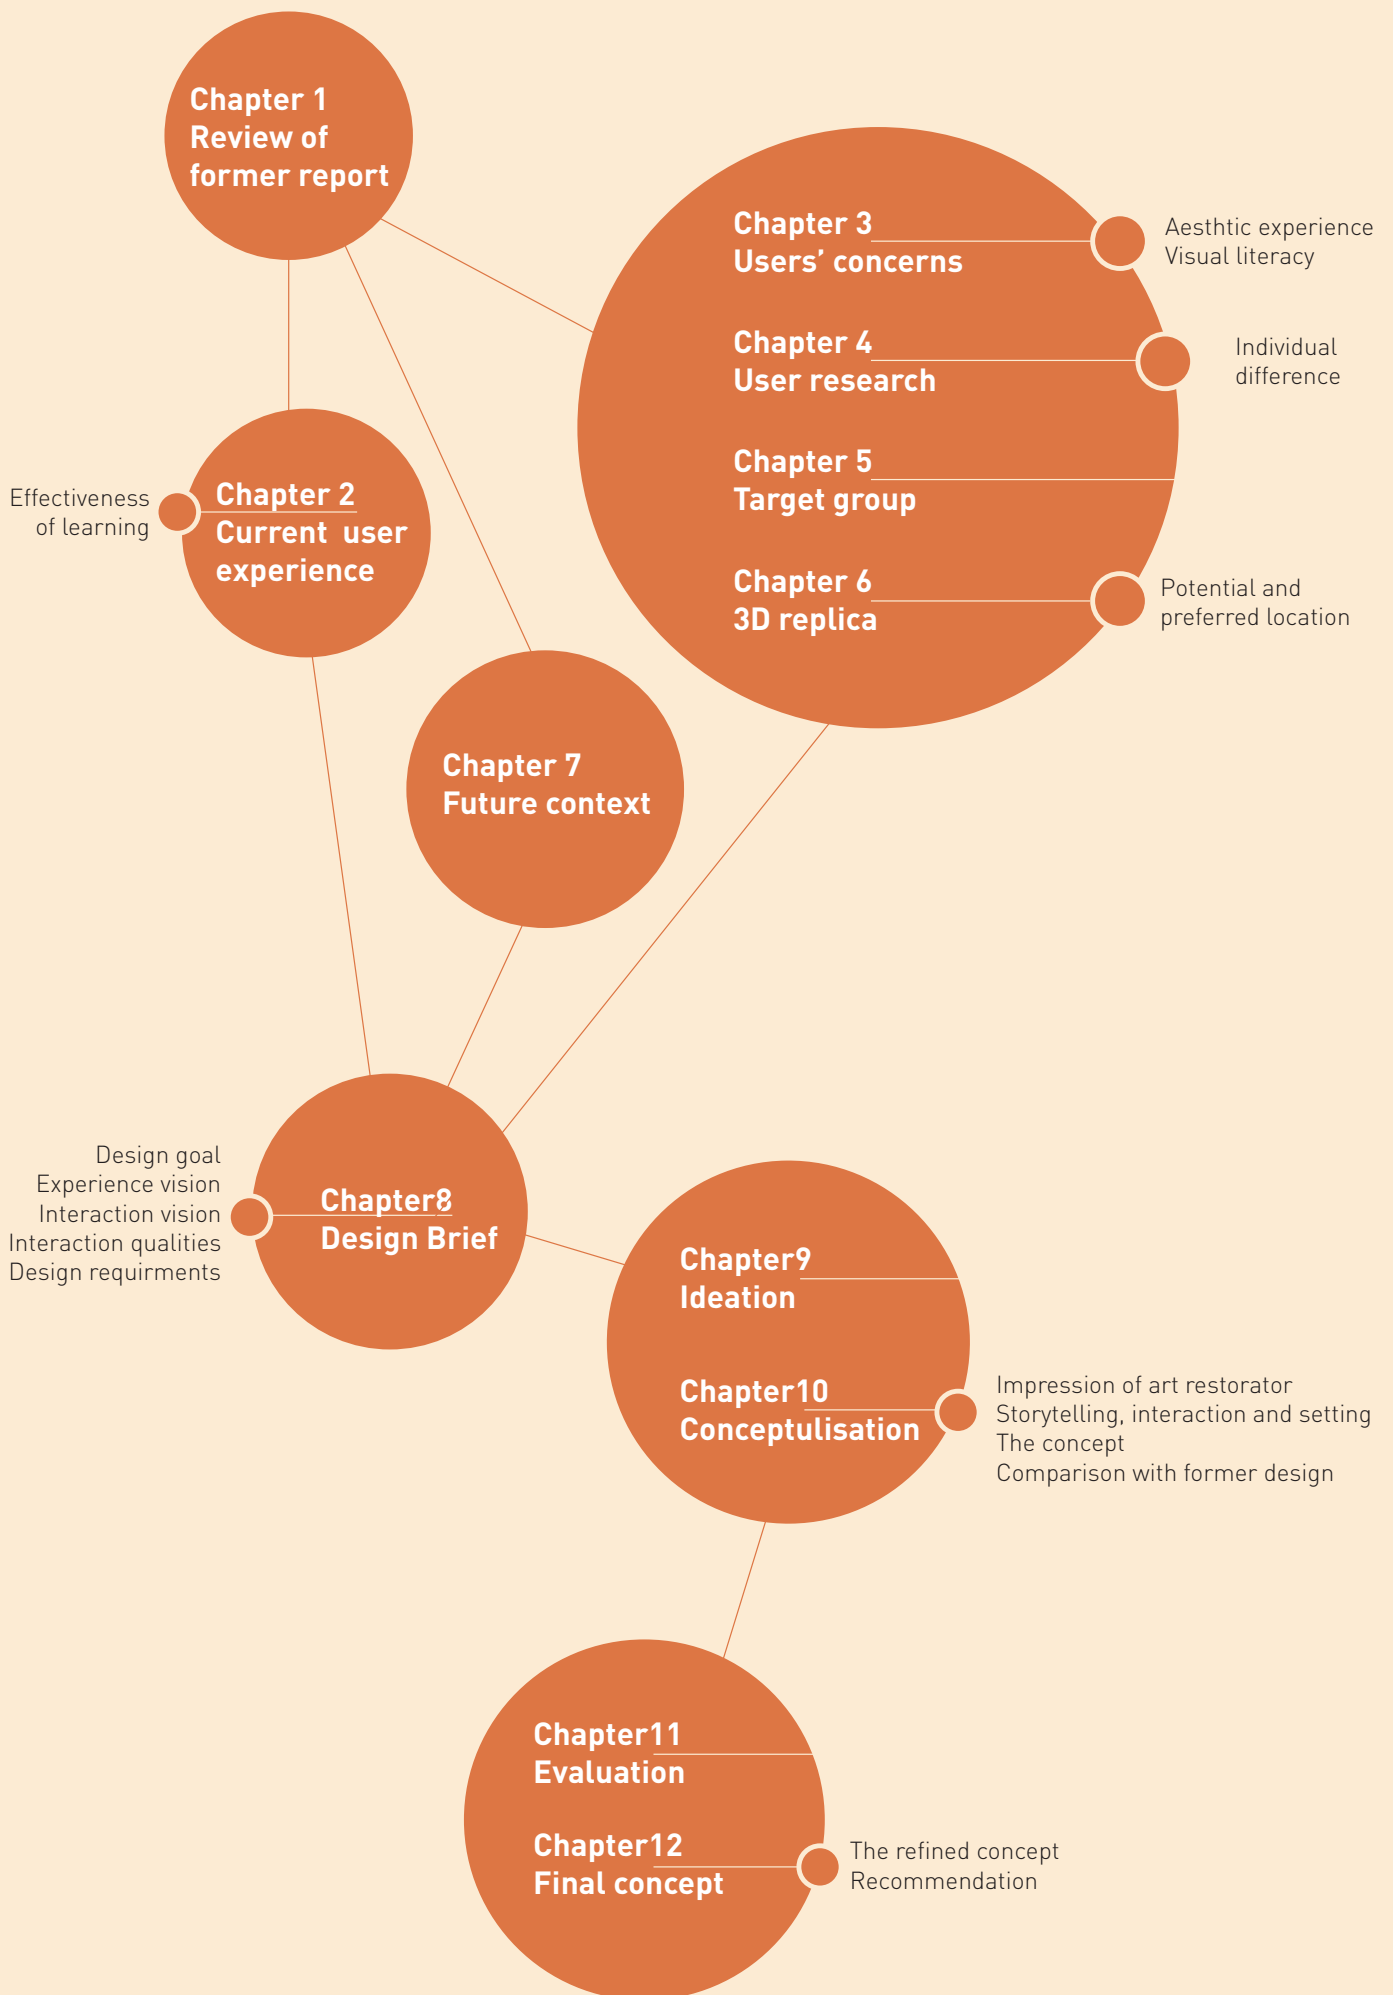 Chapter 1
Review of
former report
Chapter 3
Users’ concerns
Aesthtic experience
Visual literacy
Chapter 4
User research
Individual
difference
Chapter 5
Target group
Chapter 6
3D replica
Potential and
preferred location
Effectiveness
of learning
Chapter 2
Current  user
experience
Chapter 7
Future context
Design goal
Experience vision
Interaction vision
Interaction qualities
Design requirments
Chapter8
Design Brief
Chapter9
Ideation
Chapter10
Conceptulisation
Impression of art restorator
Storytelling, interaction and setting
The concept
Comparison with former design
Chapter11
Evaluation
Chapter12
Final concept
The refined concept
Recommendation